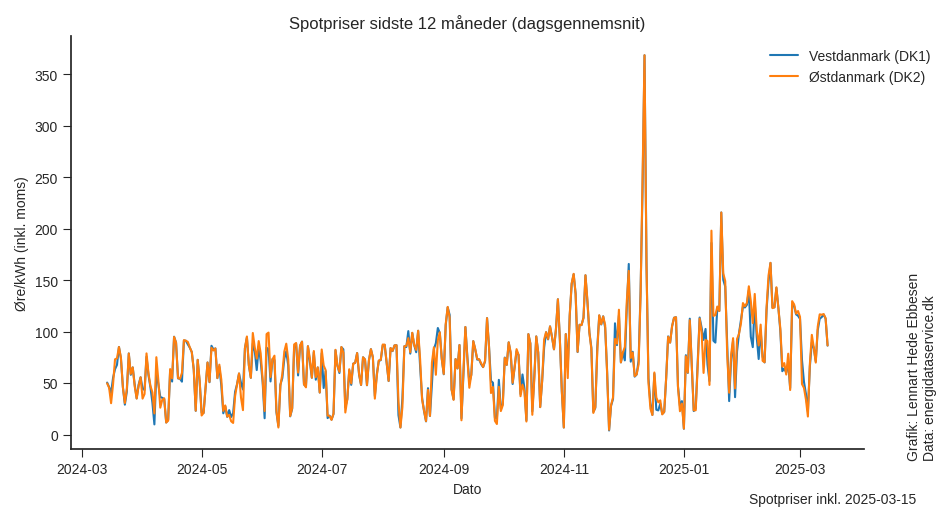 Spotpriser sidste 12 måneder (dagsgennemsnit)
Vestdanmark (DK1)
Østdanmark (DK2)
Øre/kWh (inkl. moms)
350
300
250
200
150
100
50
0
2024-03 2024-05 2024-07 2024-09 2024-11 2025-01 2025-03
Dato
Grafik: Lennart Hede Ebbesen
Data: energidataservice.dk
Spotpriser inkl. 2025-03-15